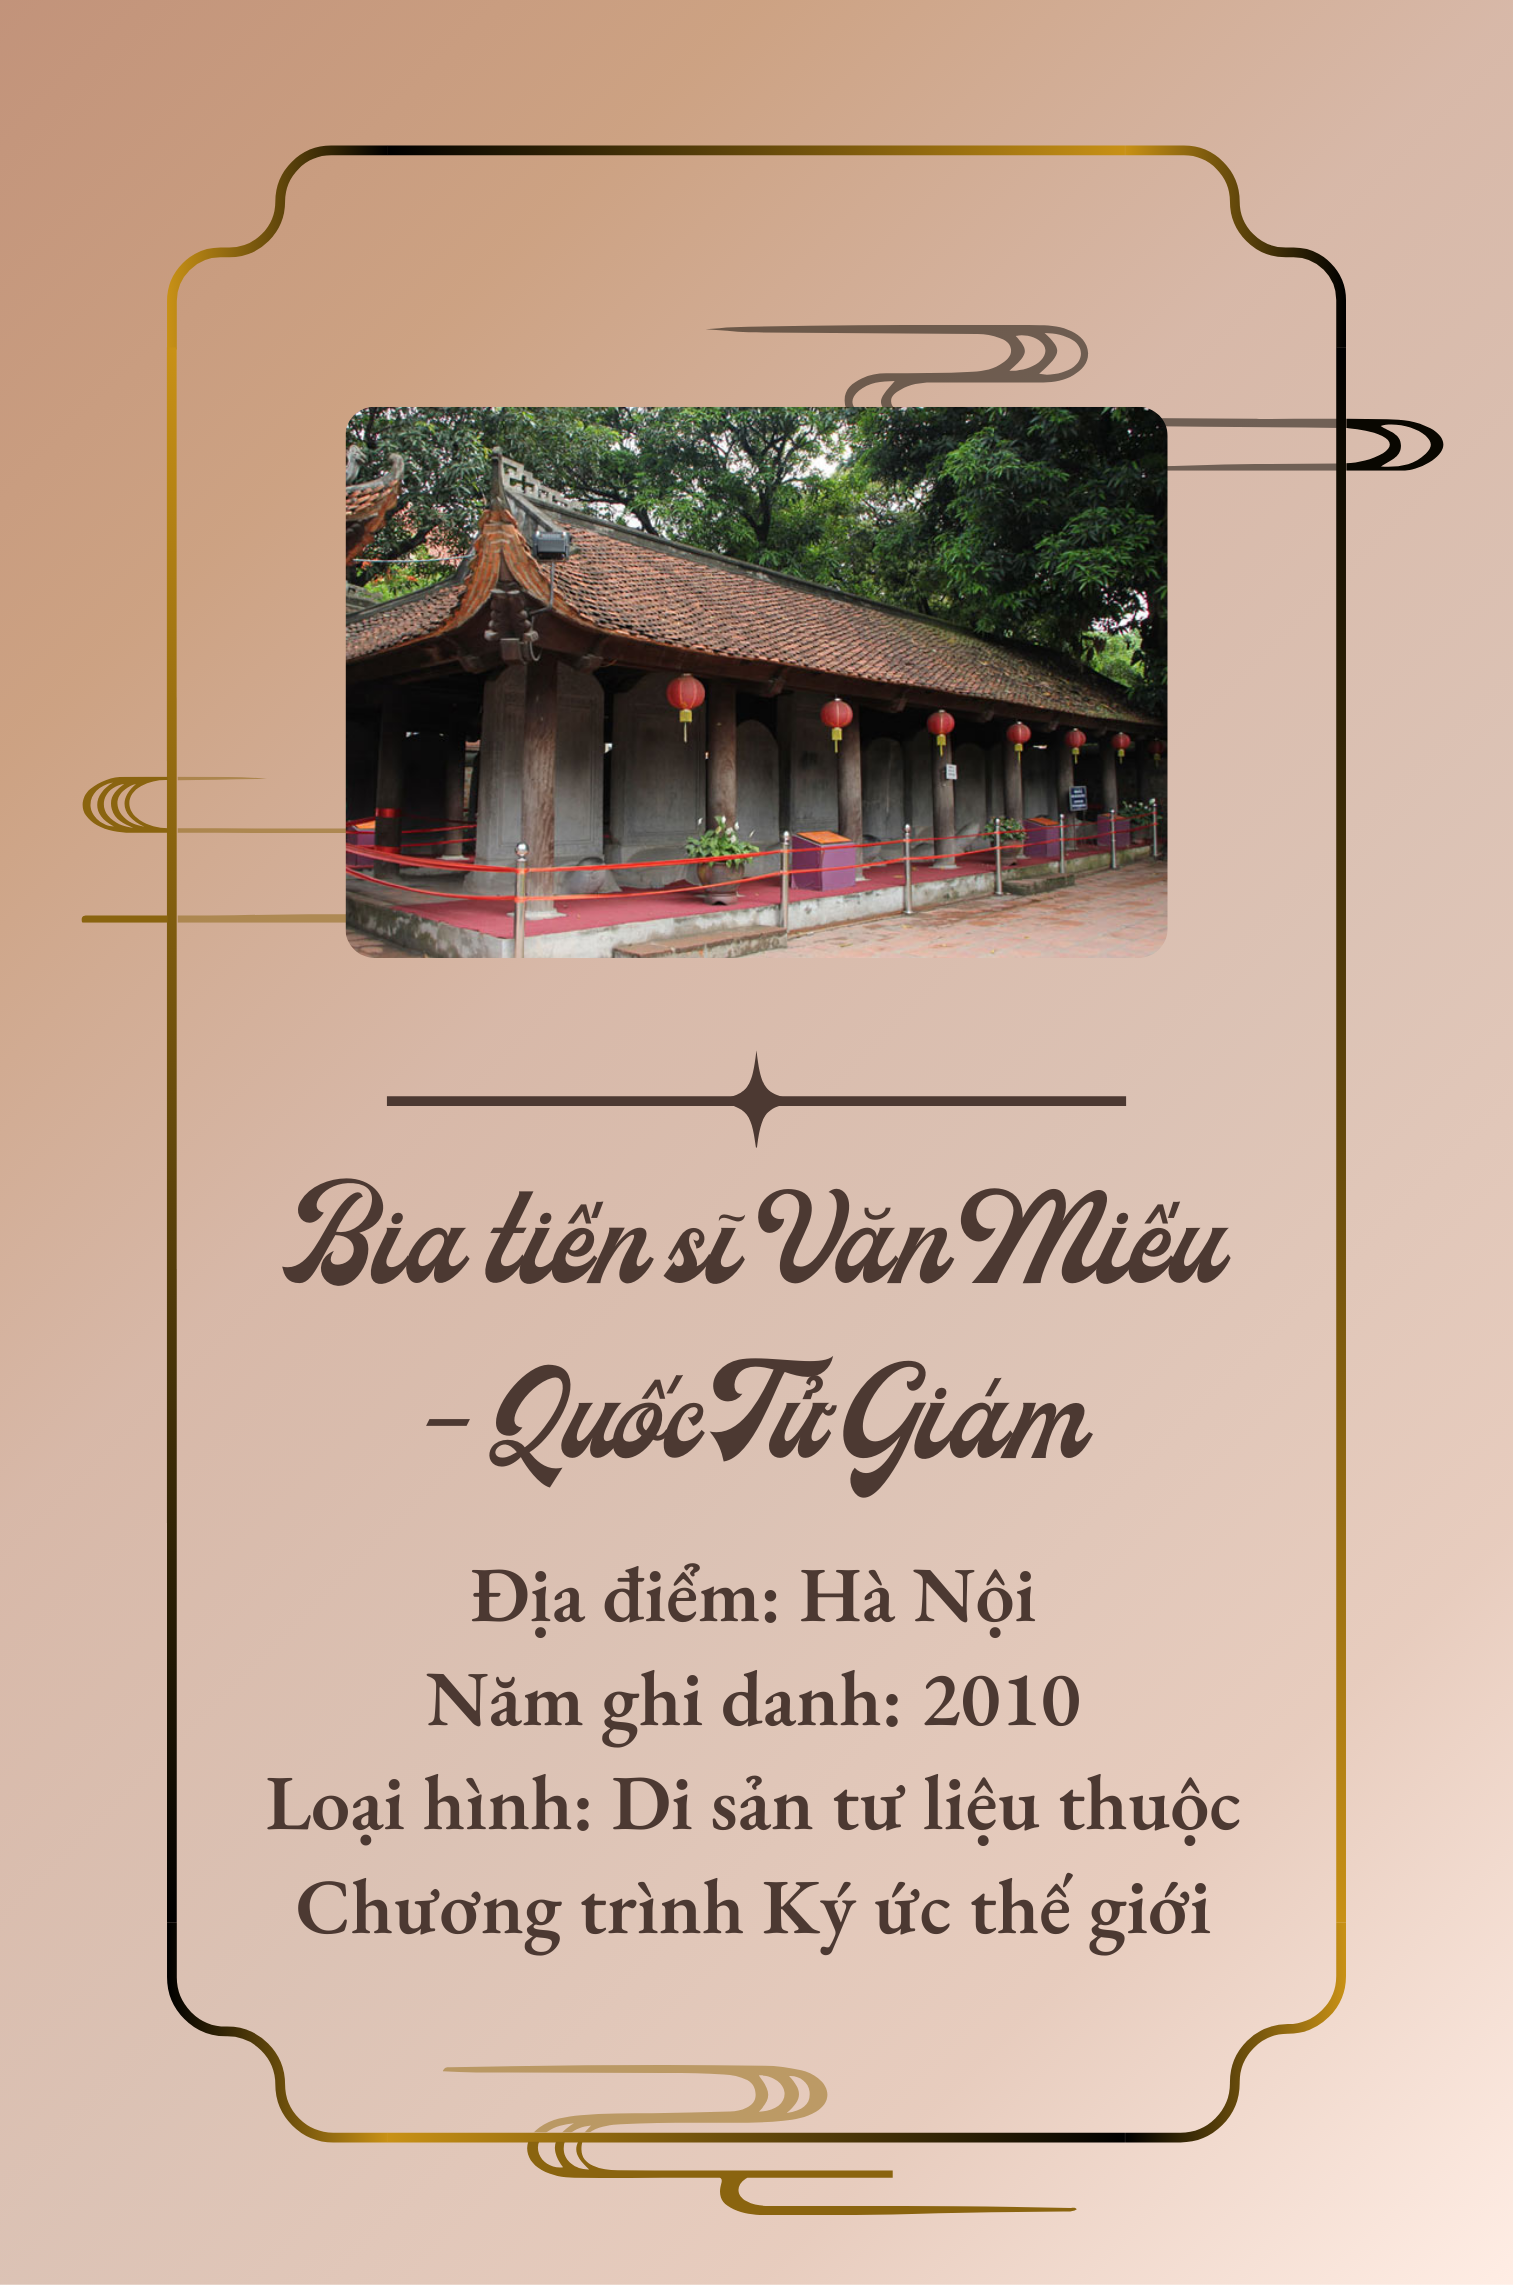 Bia tiến sĩ Văn Miếu
– Quốc Tử Giám
Địa điểm: Hà Nội
Năm ghi danh: 2010
Loại hình: Di sản tư liệu thuộc
Chương trình Ký ức thế giới